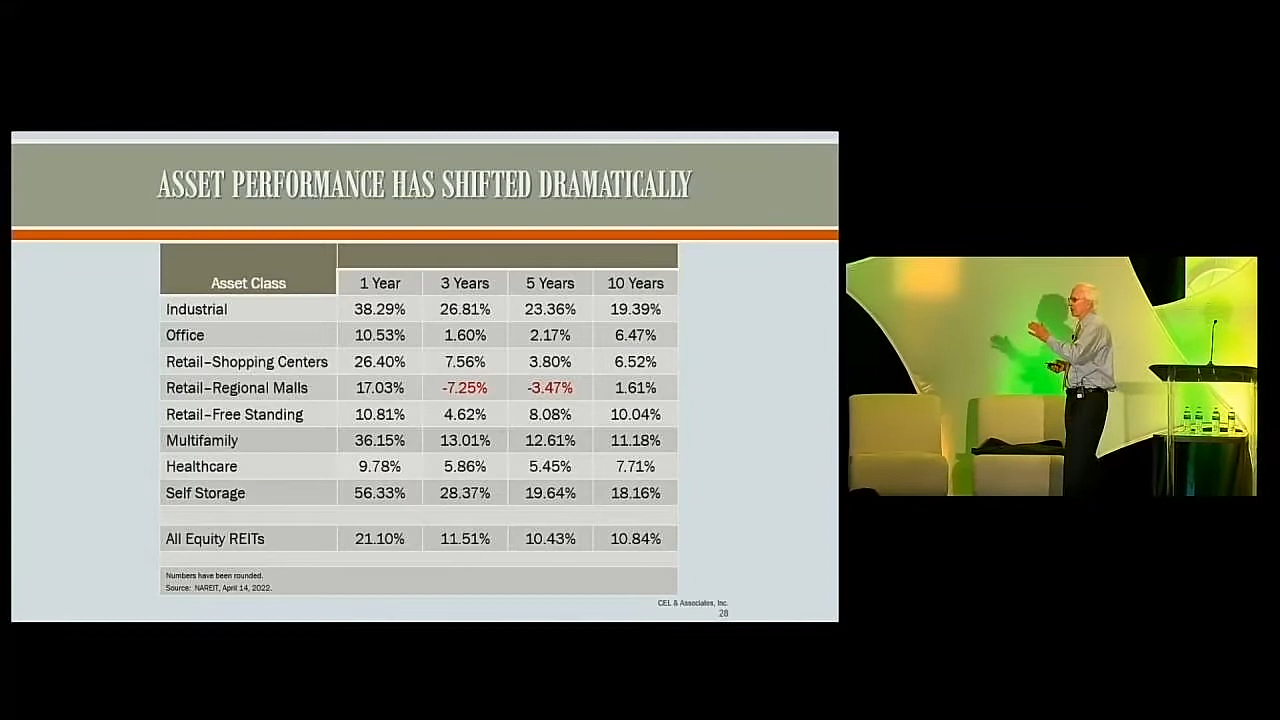 ASSET PERFORMANCE HAS SHIFTED DRAMATICALLY
Asset Class 1 Year 3 Years 5 Years 10 Years
Industrial 38.29% 26.81% 23.36% 19.39%
Office 10.53% 1.60% 2.17% 6.47%
Retail–Shopping Centers 26.40% 7.56% 3.80% 6.52%
Retail–Regional Malls 17.03% -7.25% -3.47% 1.61%
Retail–Free Standing 10.81% 4.62% 8.08% 10.04%
Multifamily 36.15% 13.01% 12.61% 11.18%
Healthcare 9.78% 5.86% 5.45% 7.71%
Self Storage 56.33% 28.37% 19.64% 18.16%
All Equity REITs 21.10% 11.51% 10.43% 10.84%
Numbers have been rounded.
Source: NAREIT, April 14, 2022.
CEL & Associates, Inc.
28